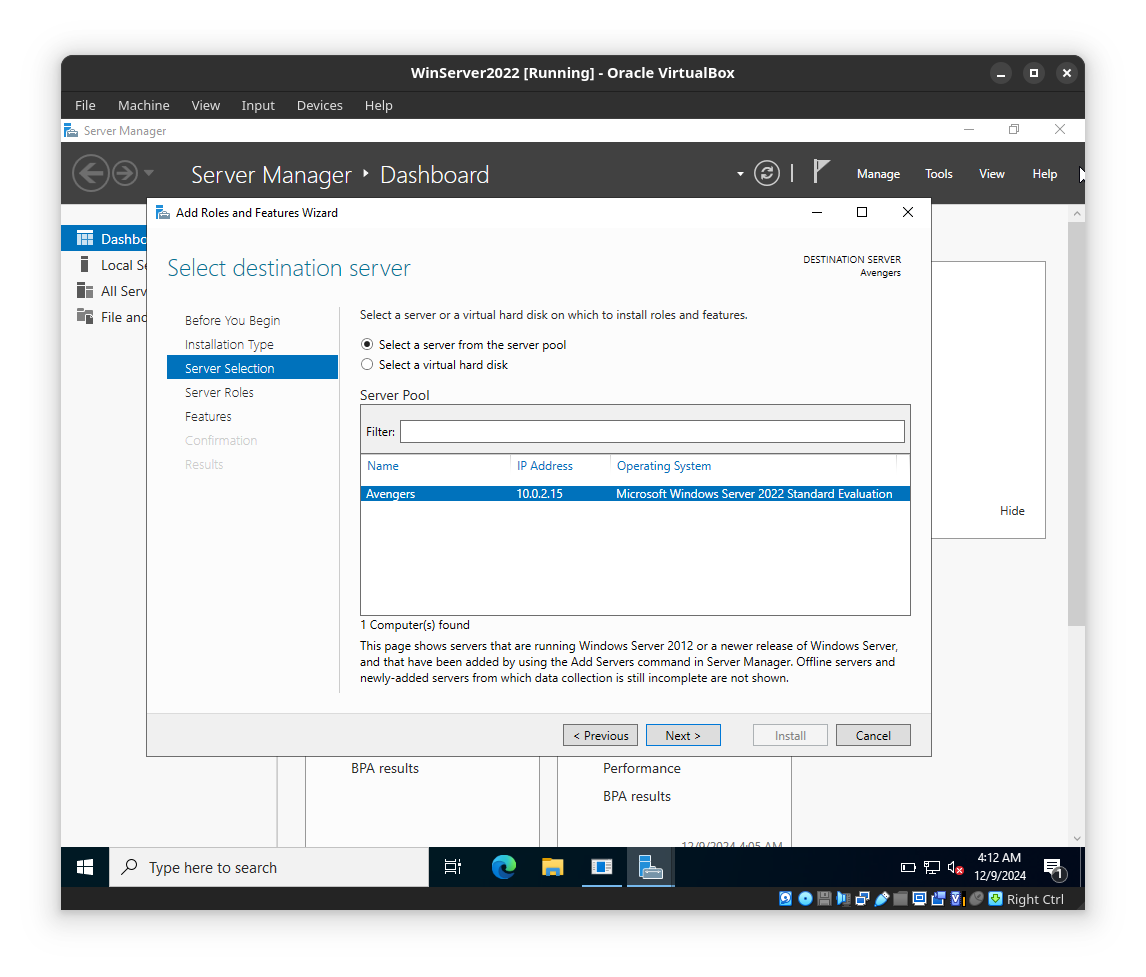 WinServer2022 [Running] - Oracle VirtualBox
File Machine View Input Devices Help
Server Manager
Server Manager ‣ Dashboard
Manage Tools View Help
Add Roles and Features Wizard
Dashbo
Local Se
All Serv
File and
Select destination server
DESTINATION SERVER
Avengers
Before You Begin
Installation Type
Server Selection
Server Roles
Features
Confirmation
Results
Select a server or a virtual hard disk on which to install roles and features.
Select a server from the server pool
Select a virtual hard disk
Server Pool
Filter:
Name IP Address Operating System
Avengers 10.0.2.15 Microsoft Windows Server 2022 Standard Evaluation
1 Computer(s) found
This page shows servers that are running Windows Server 2012 or a newer release of Windows Server,
and that have been added by using the Add Servers command in Server Manager. Offline servers and
newly-added servers from which data collection is still incomplete are not shown.
Hide
< Previous Next > Install Cancel
BPA results
Performance
BPA results
12/9/2024 4:05 AM
Type here to search
4:12 AM
12/9/2024
1
Right Ctrl